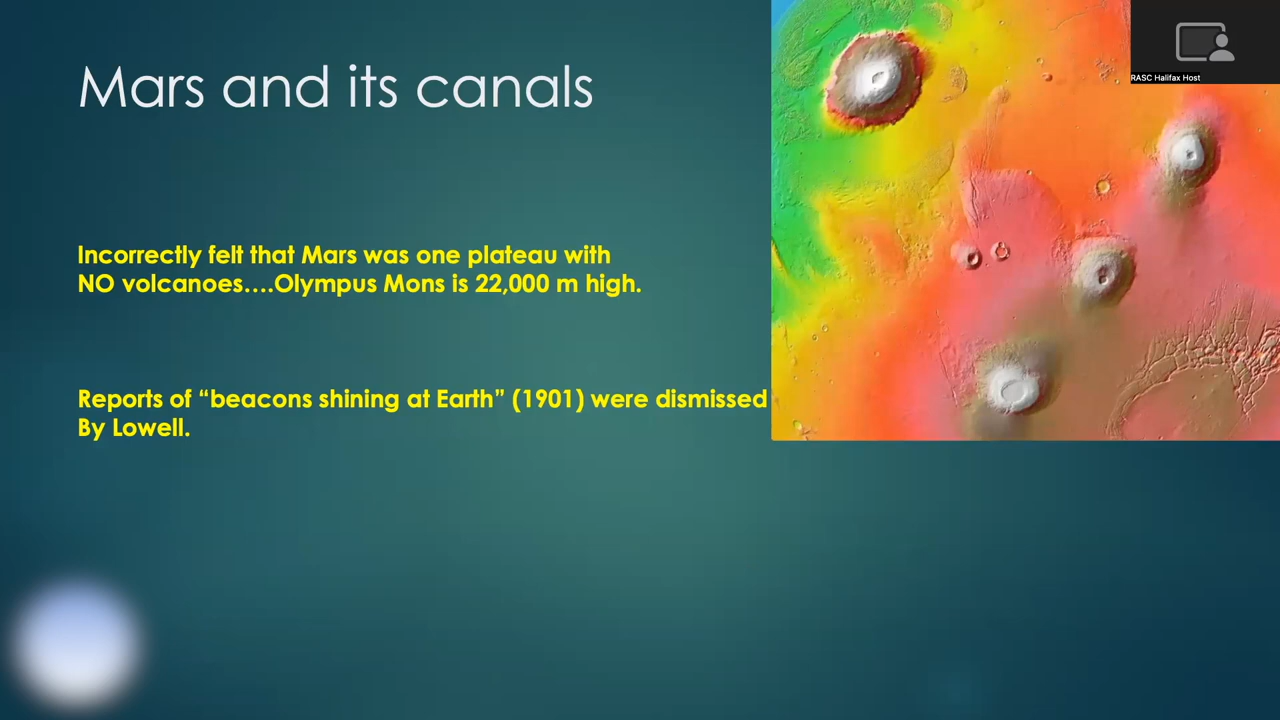 Mars and its canals
RASC Halifax Host
Incorrectly felt that Mars was one plateau with
NO volcanoes....Olympus Mons is 22,000 m high.
Reports of “beacons shining at Earth” (1901) were dismissed
By Lowell.